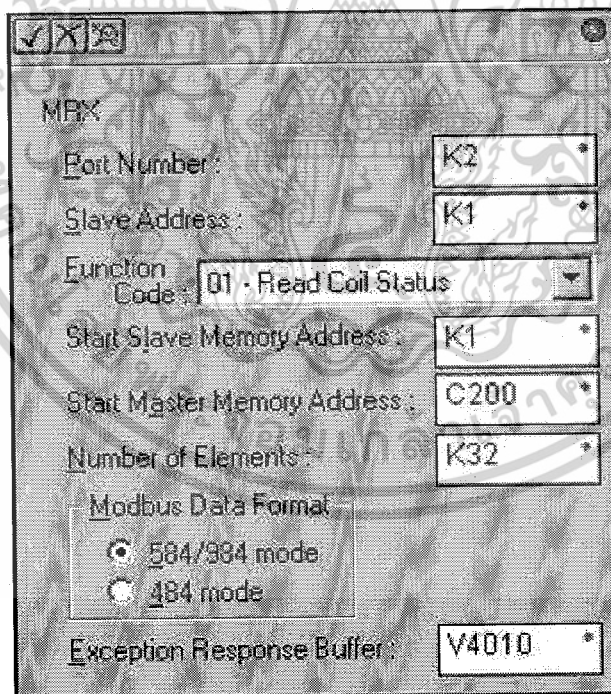 MRX
Port Number : K2
Slave Address : K1
Function Code : 01 - Read Coil Status
Start Slave Memory Address : K1
Start Master Memory Address : C200
Number of Elements : K32
Modbus Data Format
584/984 mode
484 mode
Exception Response Buffer : V4010